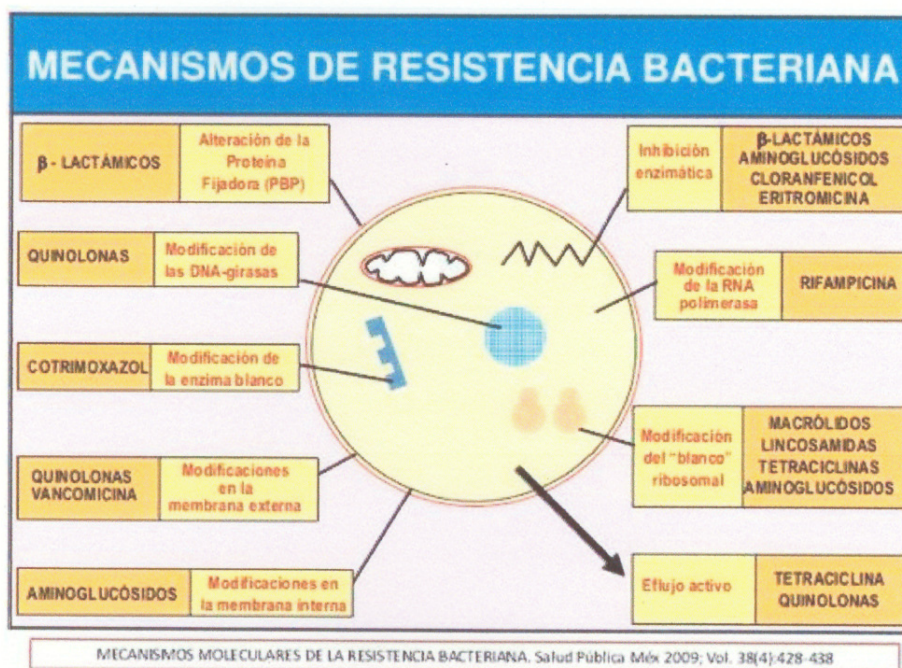 MECANISMOS DE RESISTENCIA BACTERIANA
β - LACTÁMICOS
Alteración de la
Proteína
Fijadora (PBP)
QUINOLONAS
Modificación de
las DNA-girasas
COTRIMOXAZOL
Modificación de
la enzima blanco
QUINOLONAS
VANCOMICINA
Modificaciones
en la
membrana externa
AMINOGLUCÓSIDOS
Modificaciones en
la membrana interna
Inhibición
enzimática
β-LACTÁMICOS
AMINOGLUCÓSIDOS
CLORANFENICOL
ERITROMICINA
Modificación
de la RNA
polimerasa
RIFAMPICINA
Modificación
del "blanco"
ribosomal
MACRÓLIDOS
LINCOSAMIDAS
TETRACICLINAS
AMINOGLUCÓSIDOS
Eflujo activo
TETRACICLINA
QUINOLONAS
MECANISMOS MOLECULARES DE LA RESISTENCIA BACTERIANA. Salud Pública Méx 2009; Vol. 38(4):428-438